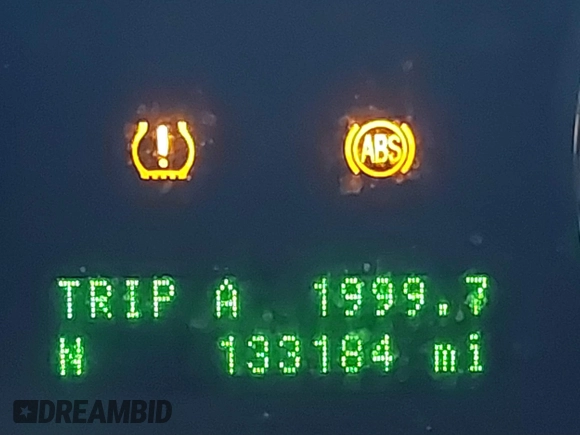 ABS
TRIP A 1999.7
N 133184 mi
DREAMBID